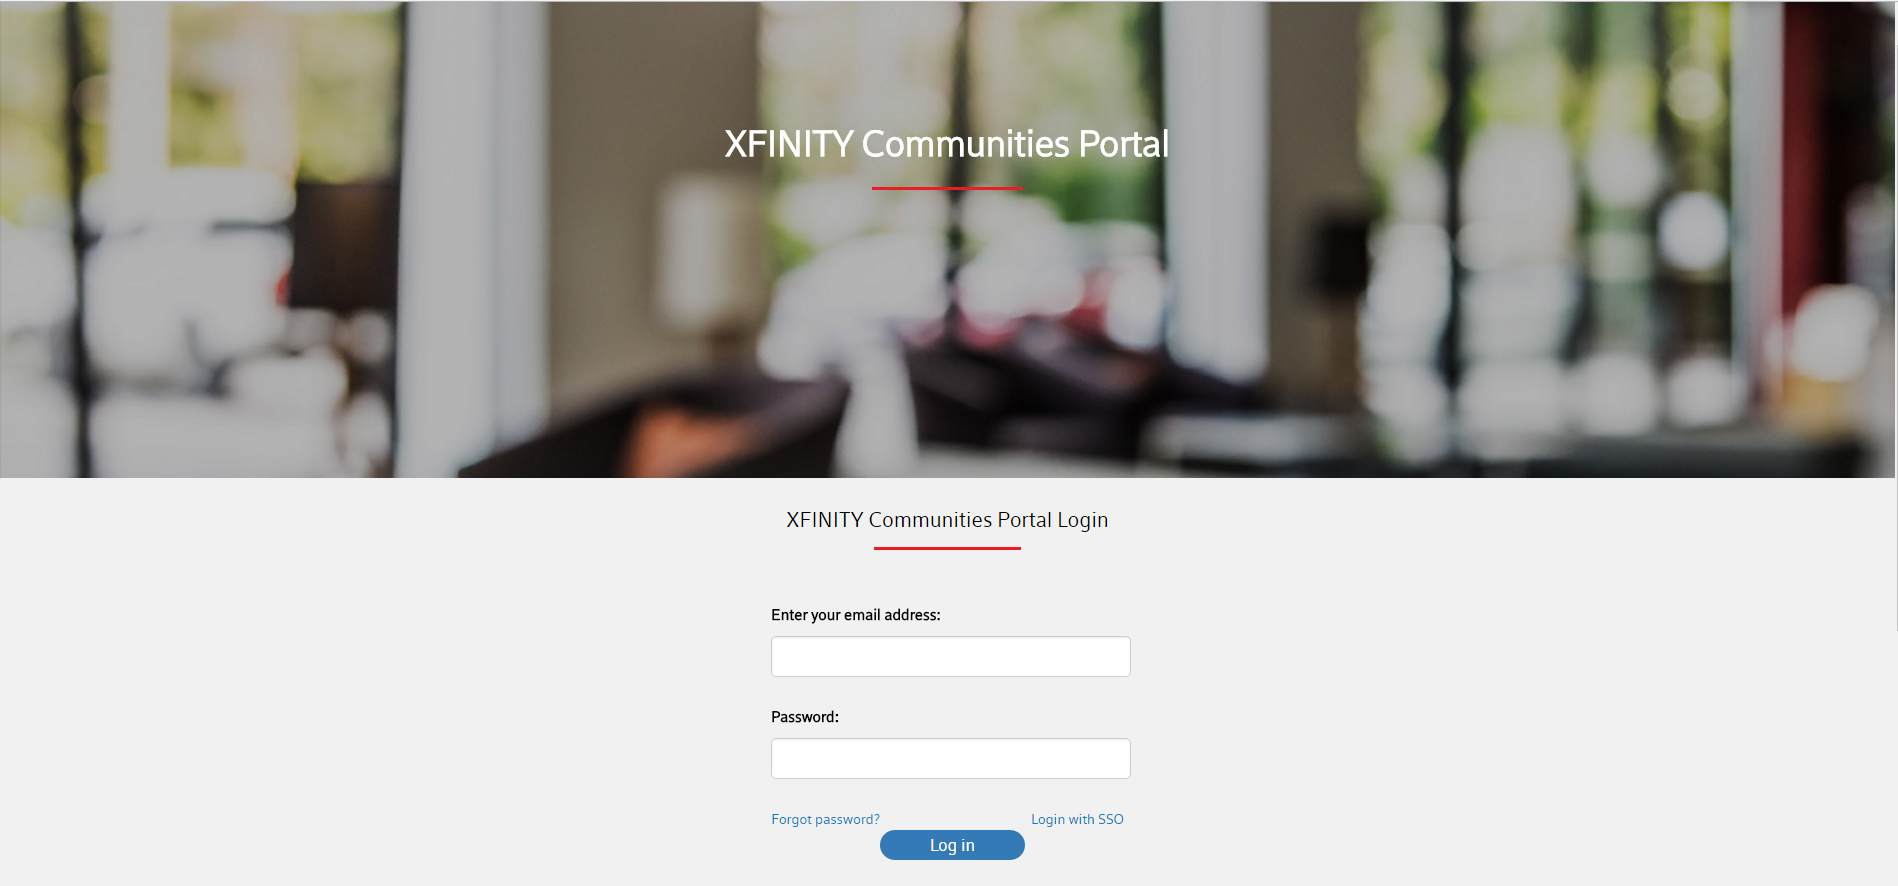 XFINITY Communities Portal
XFINITY Communities Portal Login
Enter your email address:
Password:
Forgot password? Login with SSO
Log in